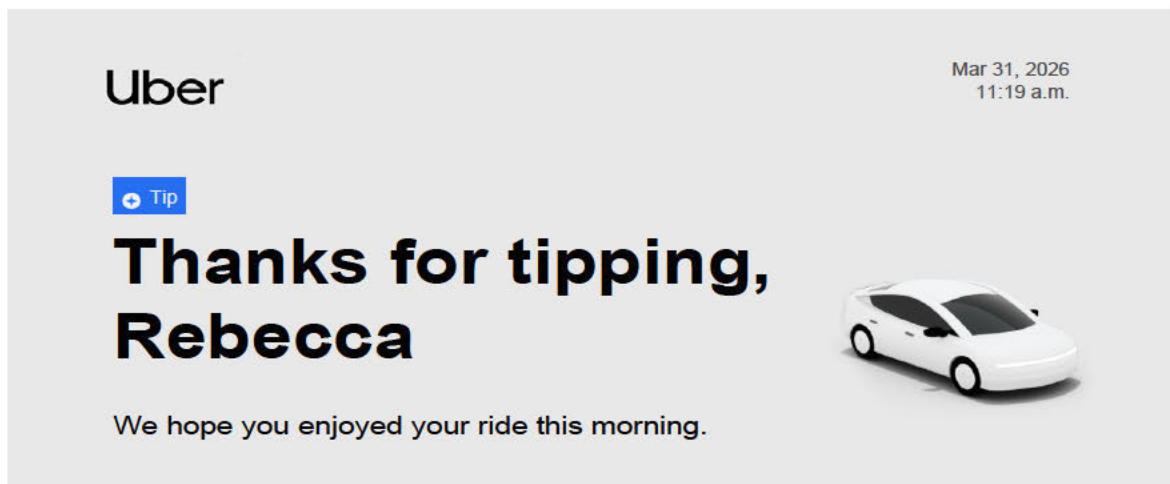 Uber
Mar 31, 2026
11:19 a.m.
Tip
Thanks for tipping,
Rebecca
We hope you enjoyed your ride this morning.